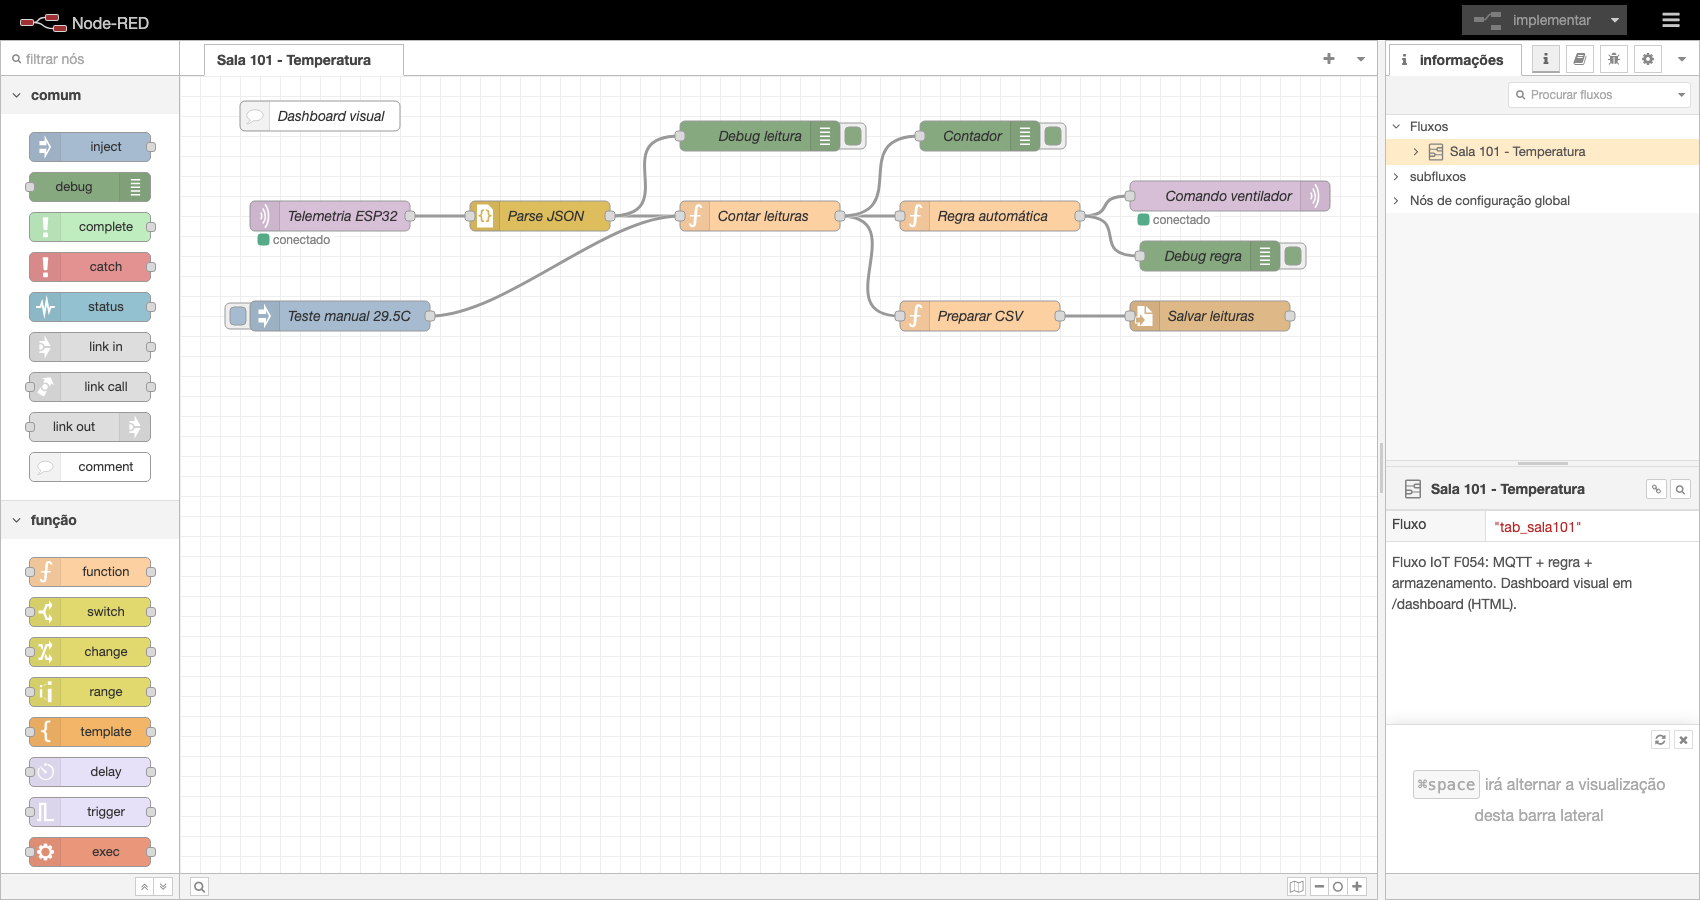 Node-RED
implementar
filtrar nós
comum
inject
debug
complete
catch
status
link in
link call
link out
comment
função
function
switch
change
range
template
delay
trigger
exec
Sala 101 - Temperatura
Dashboard visual
Debug leitura
Contador
Telemetria ESP32
conectado
Parse JSON
Contar leituras
Regra automática
Comando ventilador
conectado
Debug regra
Teste manual 29.5C
Preparar CSV
Salvar leituras
informações
Procurar fluxos
Fluxos
Sala 101 - Temperatura
subfluxos
Nós de configuração global
Sala 101 - Temperatura
Fluxo "tab_sala101"
Fluxo IoT F054: MQTT + regra +
armazenamento. Dashboard visual em
/dashboard (HTML).
⌘space irá alternar a visualização
desta barra lateral